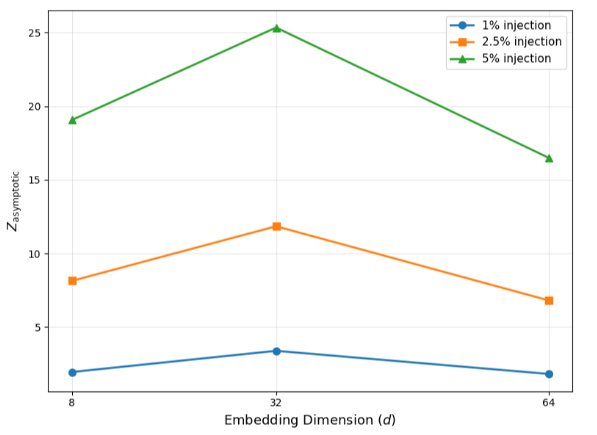 1% injection
2.5% injection
5% injection
25
20
15
10
5
Z_asymptotic
8 32 64
Embedding Dimension (d)